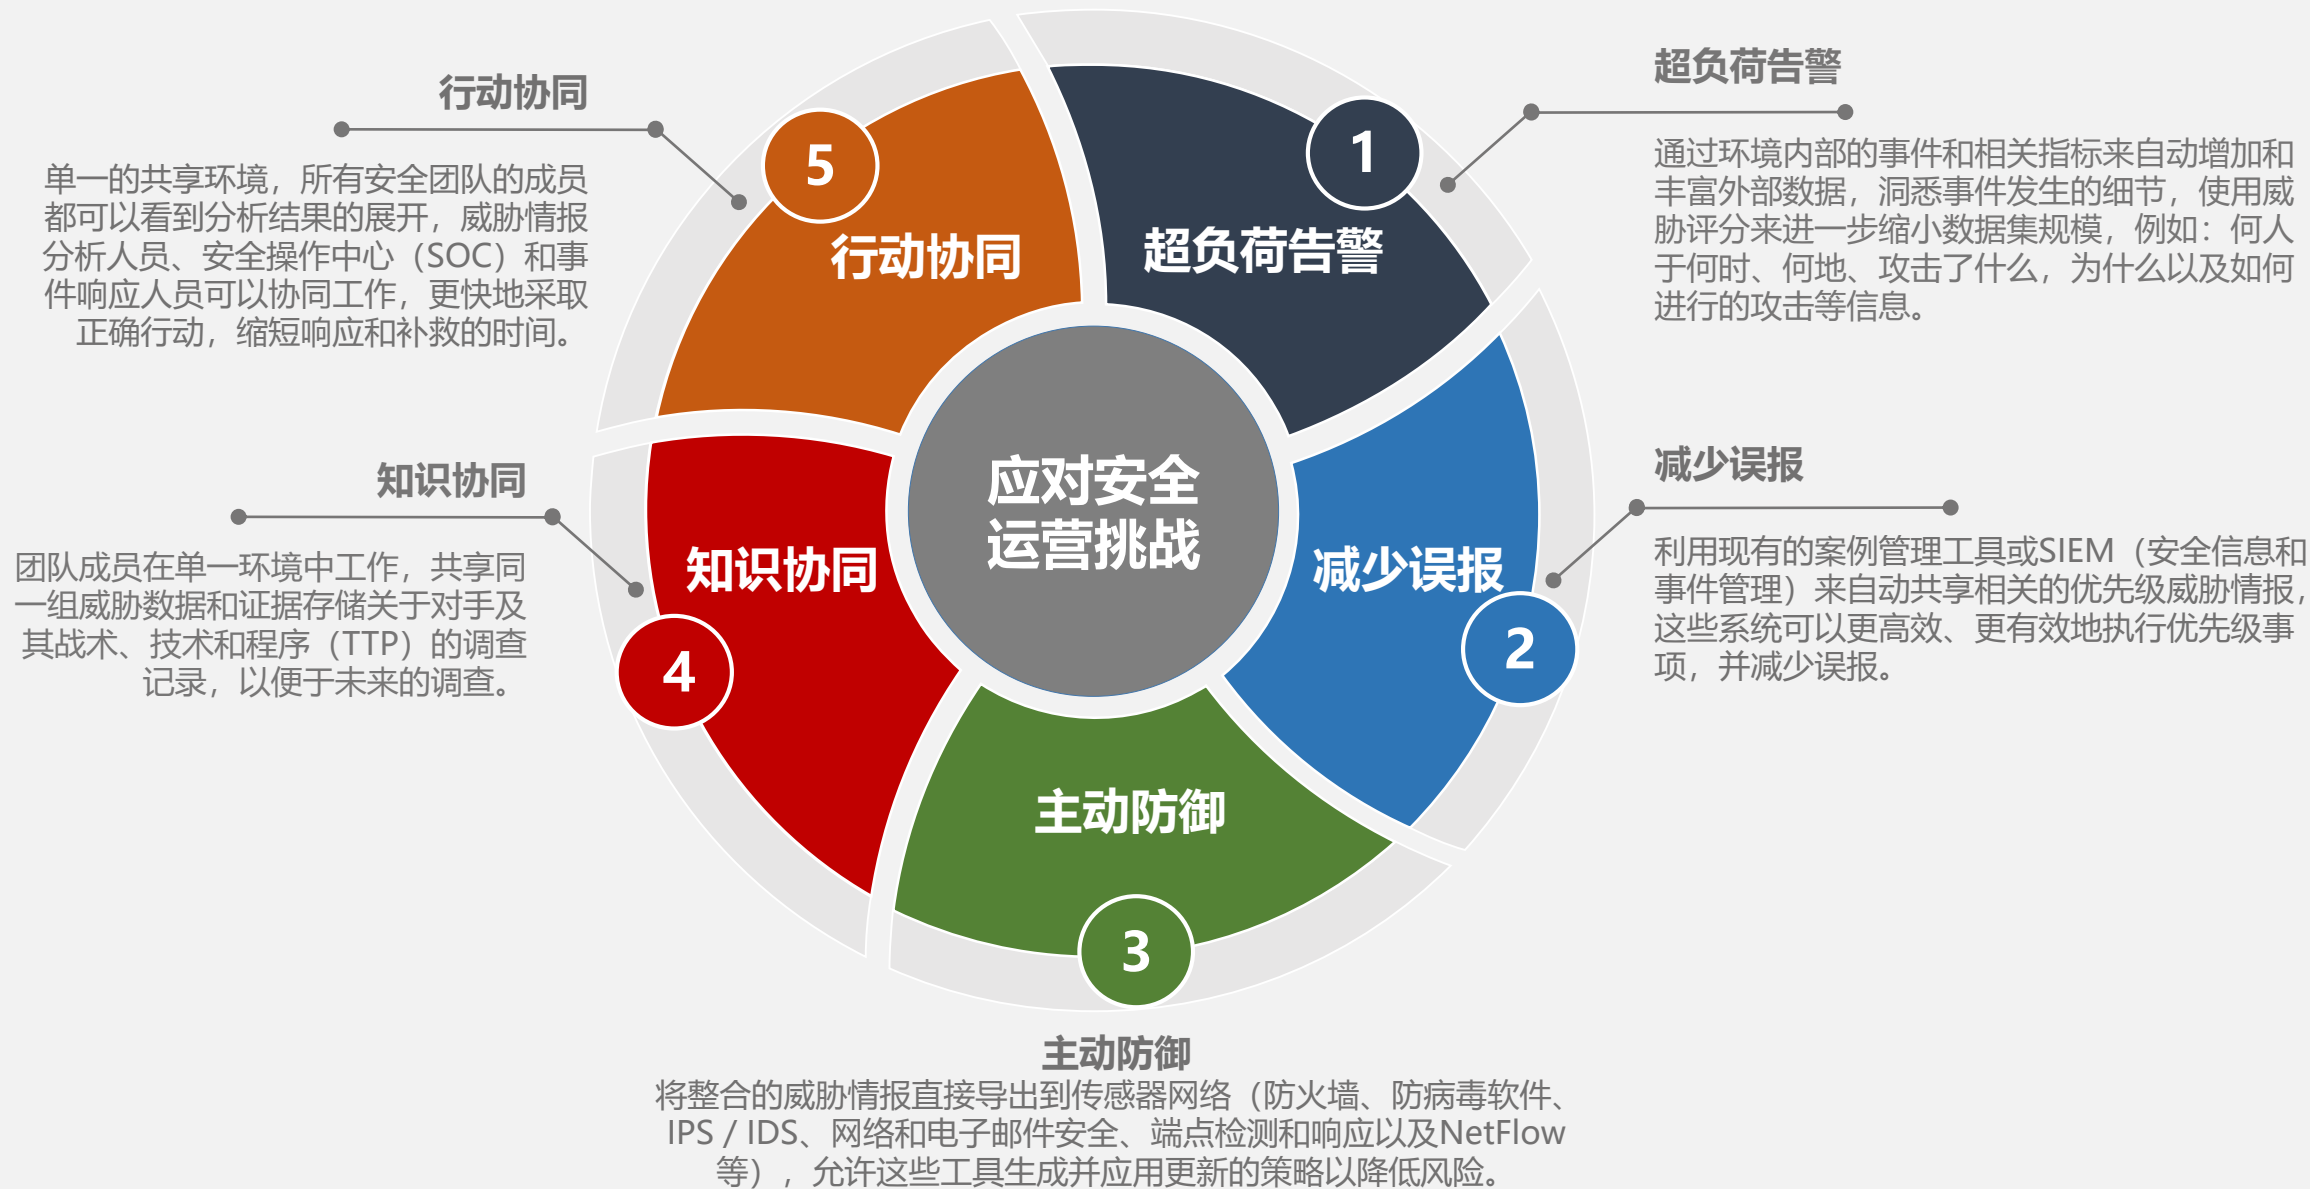 超负荷告警
通过环境内部的事件和相关指标来自动增加和
丰富外部数据，洞悉事件发生的细节，使用威
胁评分来进一步缩小数据集规模，例如：何人
于何时、何地、攻击了什么，为什么以及如何
进行的攻击等信息。
减少误报
利用现有的案例管理工具或SIEM（安全信息和
事件管理）来自动共享相关的优先级威胁情报，
这些系统可以更高效、更有效地执行优先级事
项，并减少误报。
主动防御
将整合的威胁情报直接导出到传感器网络（防火墙、防病毒软件、
IPS / IDS、网络和电子邮件安全、端点检测和响应以及NetFlow
等），允许这些工具生成并应用更新的策略以降低风险。
知识协同
团队成员在单一环境中工作，共享同
一组威胁数据和证据存储关于对手及
其战术、技术和程序（TTP）的调查
记录，以便于未来的调查。
行动协同
单一的共享环境，所有安全团队的成员
都可以看到分析结果的展开，威胁情报
分析人员、安全操作中心（SOC）和事
件响应人员可以协同工作，更快地采取
正确行动，缩短响应和补救的时间。
应对安全
运营挑战
1
超负荷告警
2
减少误报
3
主动防御
4
知识协同
5
行动协同